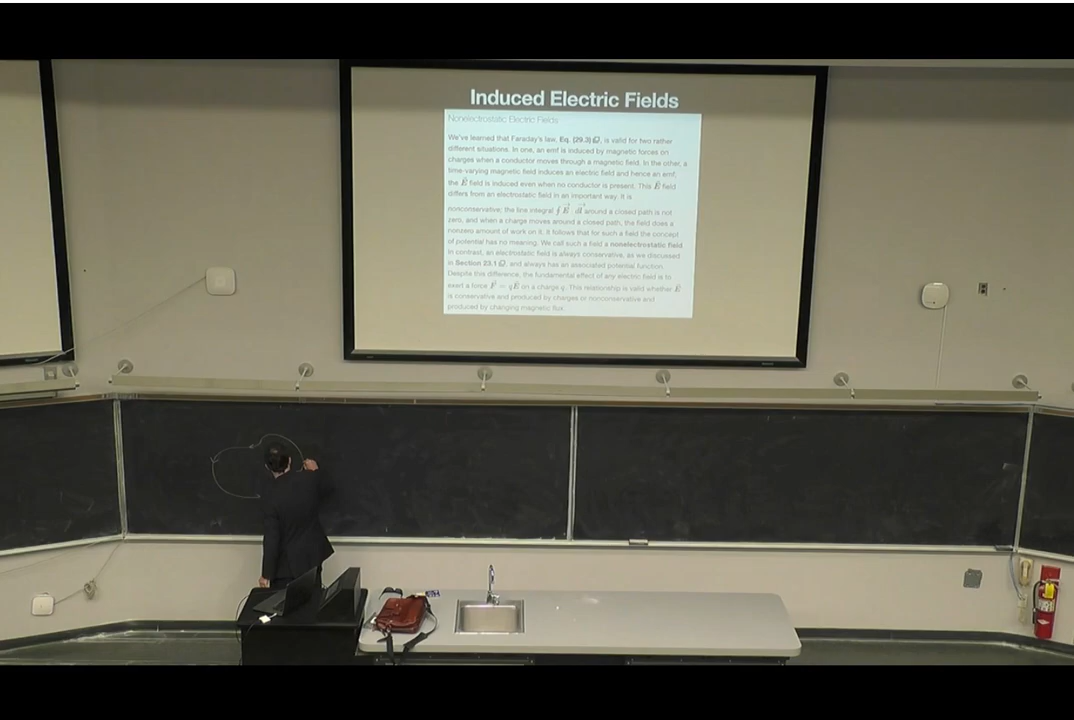 Induced Electric Fields
Nonelectrostatic Electric Fields
We've learned that Faraday's law, Eq. (29.3), is valid for two rather
different situations. In one, an emf is induced by magnetic forces on
charges when a conductor moves through a magnetic field. In the other, a
time-varying magnetic field induces an electric field and hence an emf;
the E⃗ field is induced even when no conductor is present. This E⃗ field
differs from an electrostatic field in an important way. It is
nonconservative; the line integral ∮ E⃗ · dl⃗ around a closed path is not
zero, and when a charge moves around a closed path, the field does a
nonzero amount of work on it. It follows that for such a field the concept
of potential has no meaning. We call such a field a nonelectrostatic field.
In contrast, an electrostatic field is always conservative, as we discussed
in Section 23.1, and always has an associated potential function.
Despite this difference, the fundamental effect of any electric field is to
exert a force F⃗ = qE⃗ on a charge q. This relationship is valid whether E⃗
is conservative and produced by charges or nonconservative and
produced by changing magnetic flux.